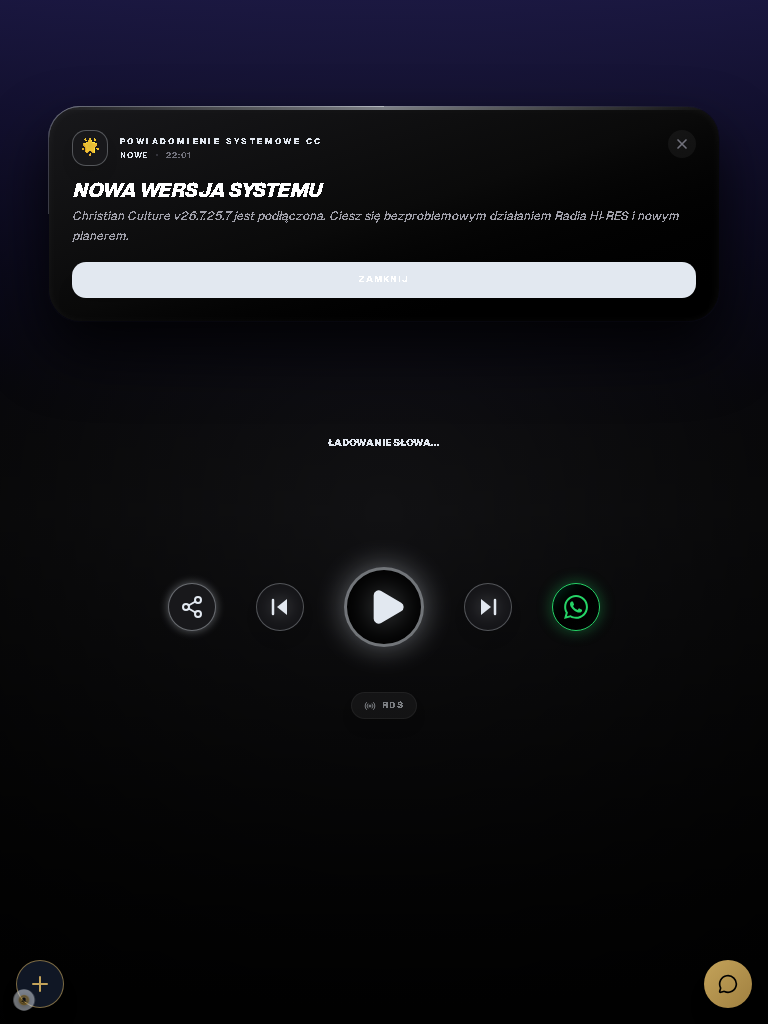 POWIADOMIENIE SYSTEMOWE CC
NOWE · 22:01
NOWA WERSJA SYSTEMU
Christian Culture v26.7.25.7 jest podłączona. Ciesz się bezproblemowym działaniem Radia HI-RES i nowym
planerem.
ZAMKNIJ
ŁADOWANIE SŁOWA...
RDS